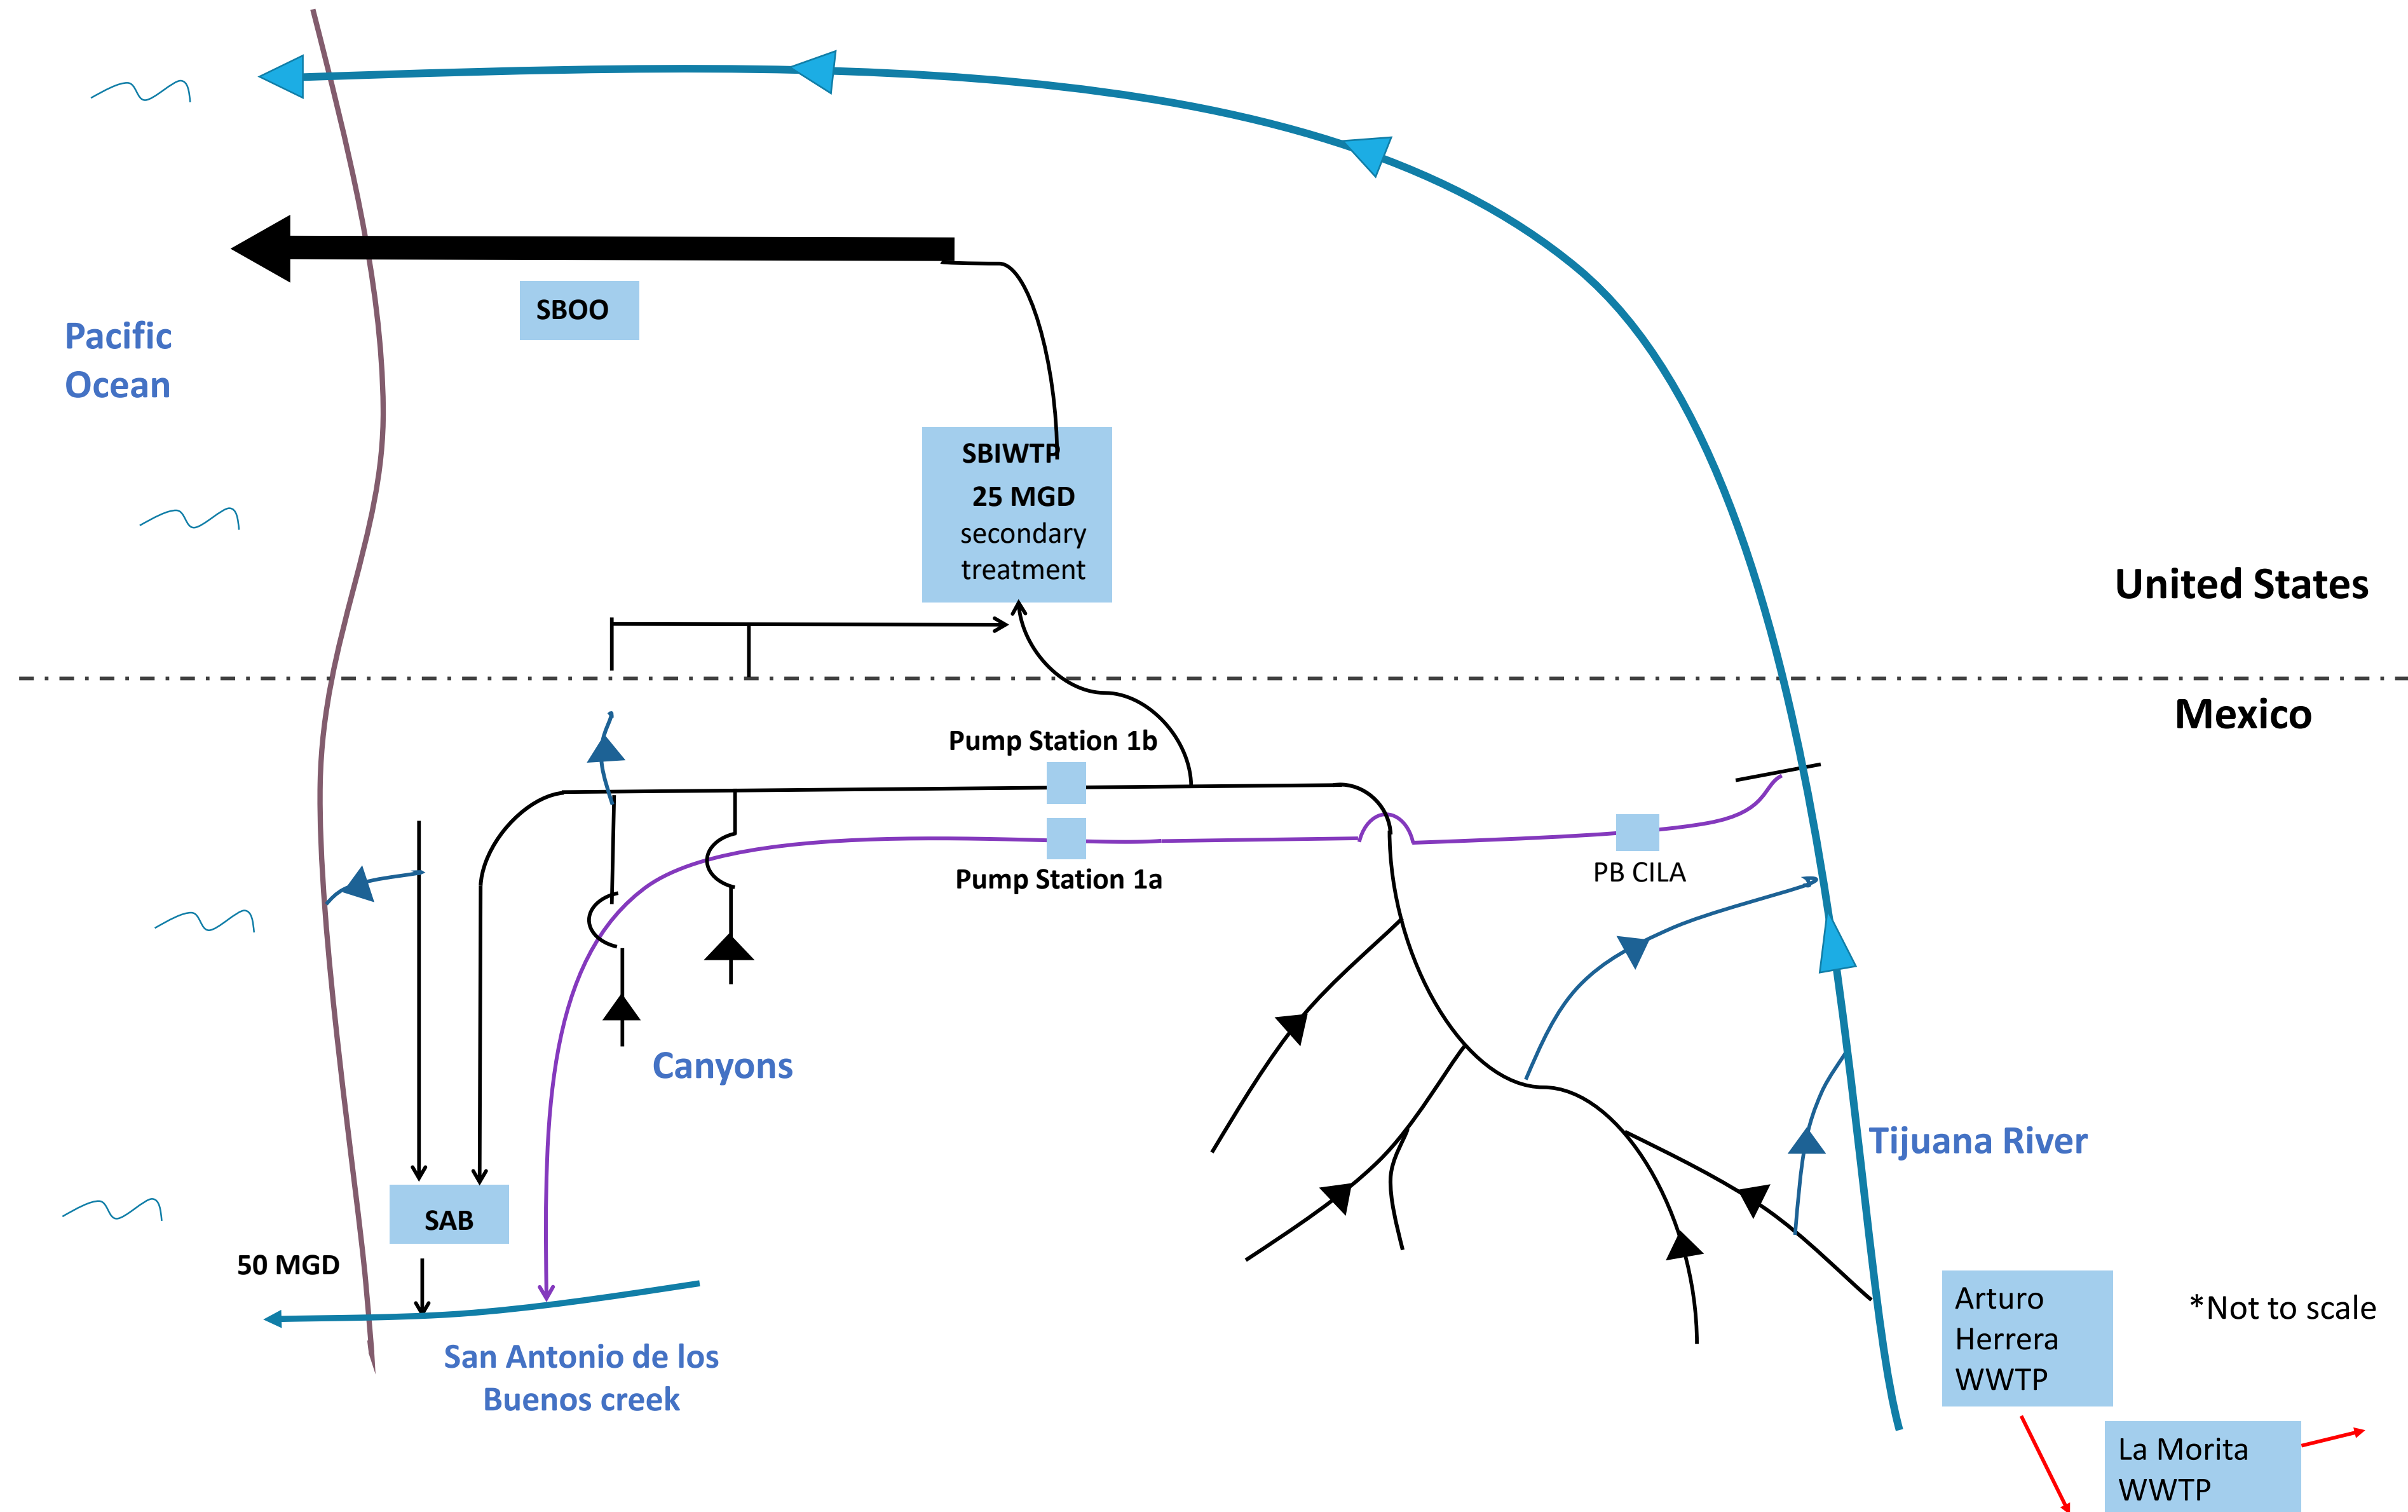 SBOO
Pacific
Ocean
SBIWTP
25 MGD
secondary
treatment
United States
Mexico
Pump Station 1b
PB CILA
Pump Station 1a
Canyons
Tijuana River
SAB
50 MGD
Arturo
Herrera
WWTP
*Not to scale
San Antonio de los
Buenos creek
La Morita
WWTP